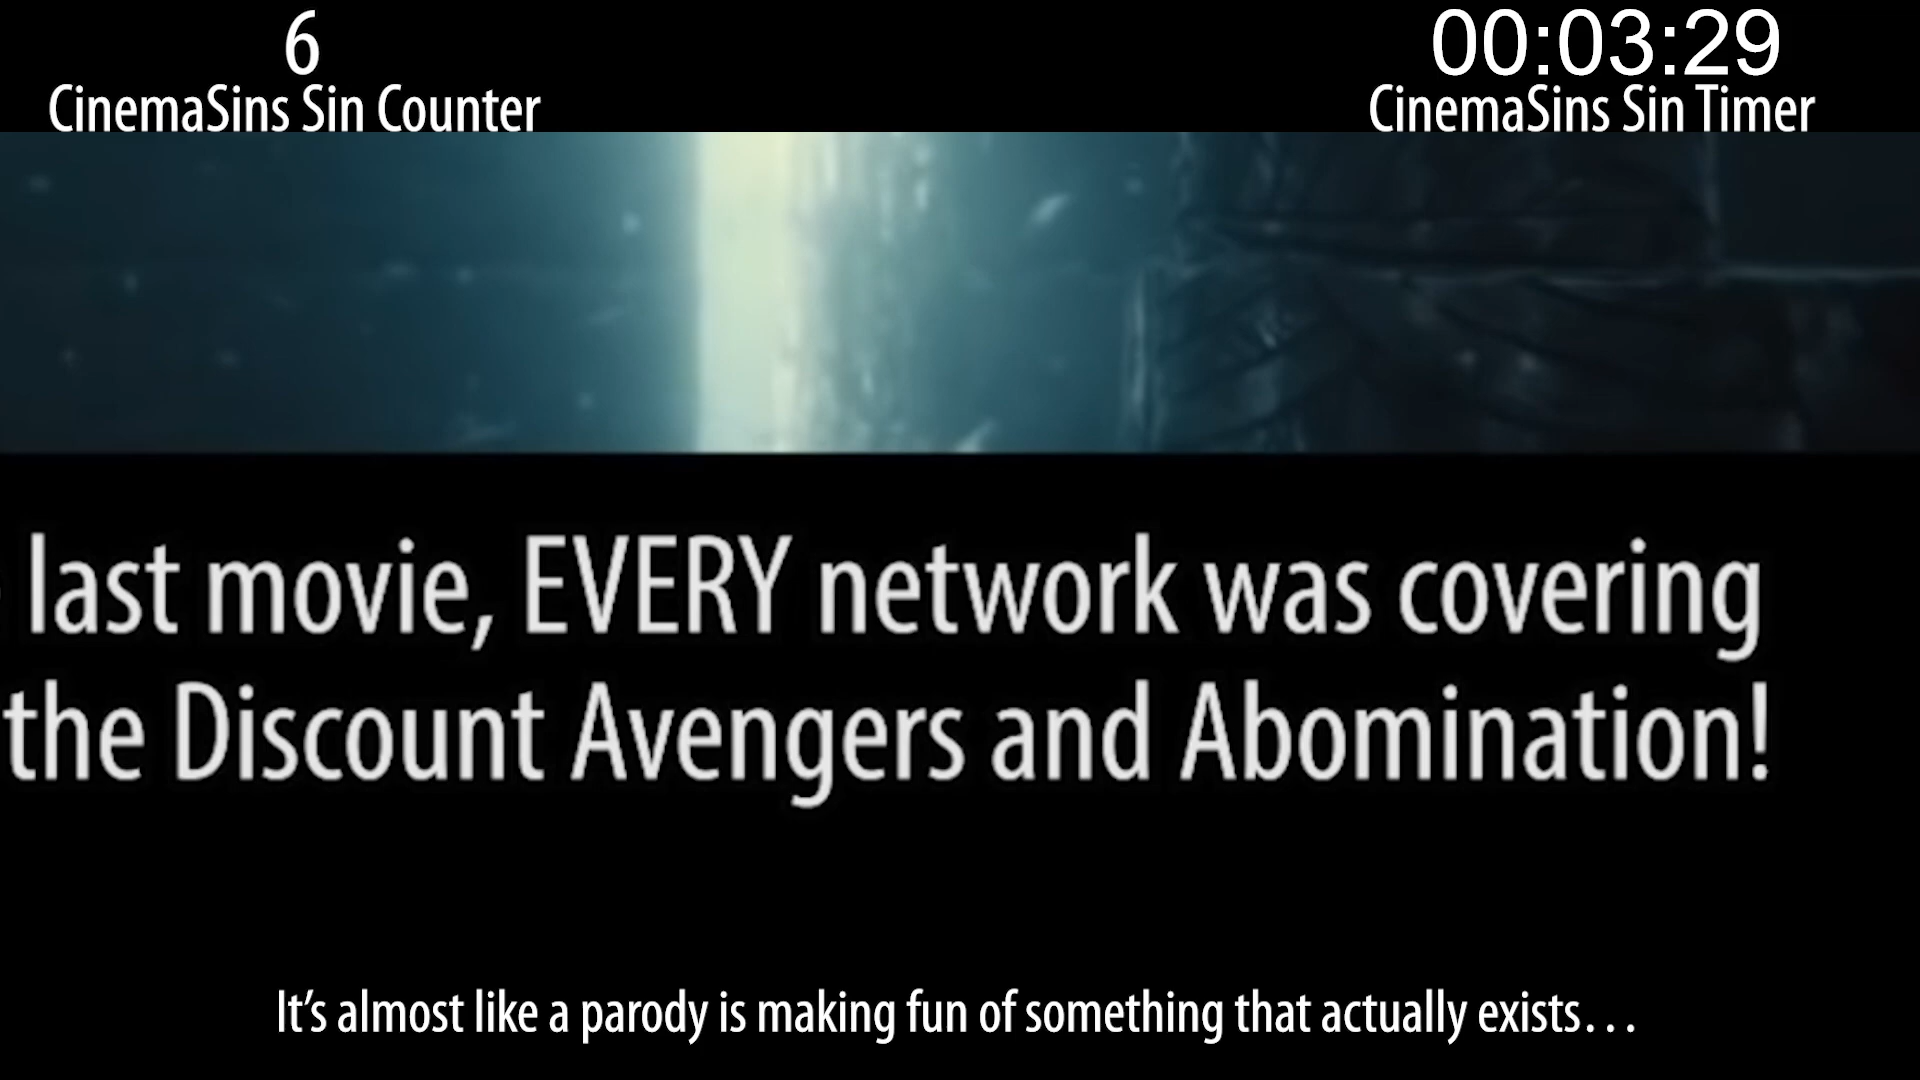 6
CinemaSins Sin Counter
00:03:29
CinemaSins Sin Timer
last movie, EVERY network was covering
the Discount Avengers and Abomination!
It’s almost like a parody is making fun of something that actually exists…